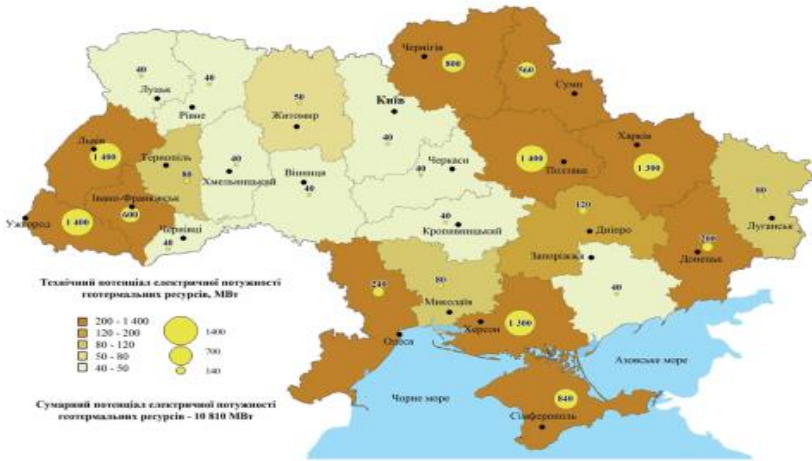 Чернігів
800
560
Суми
40
Луцьк
40
Рівне
50
Житомир
Київ
40
Львів
1 400
Тернопіль
80
40
Хмельницький
Вінниця
40
Черкаси
40
1 400
Полтава
Харків
1 300
80
Луганськ
Ужгород
1 400
Івано-Франківськ
600
Чернівці
40
40
Кропивницький
120
Дніпро
Запоріжжя
40
Донецьк
Миколаїв
80
Одеса
Херсон
1 300
Азовське море
Чорне море
840
Сімферополь
Технічний потенціал електричної потужності
геотермальних ресурсів, МВт
200 - 1 400
120 - 200
80 - 120
50 - 80
40 - 50
1400
700
140
Сумарний потенціал електричної потужності
геотермальних ресурсів - 10 810 МВт